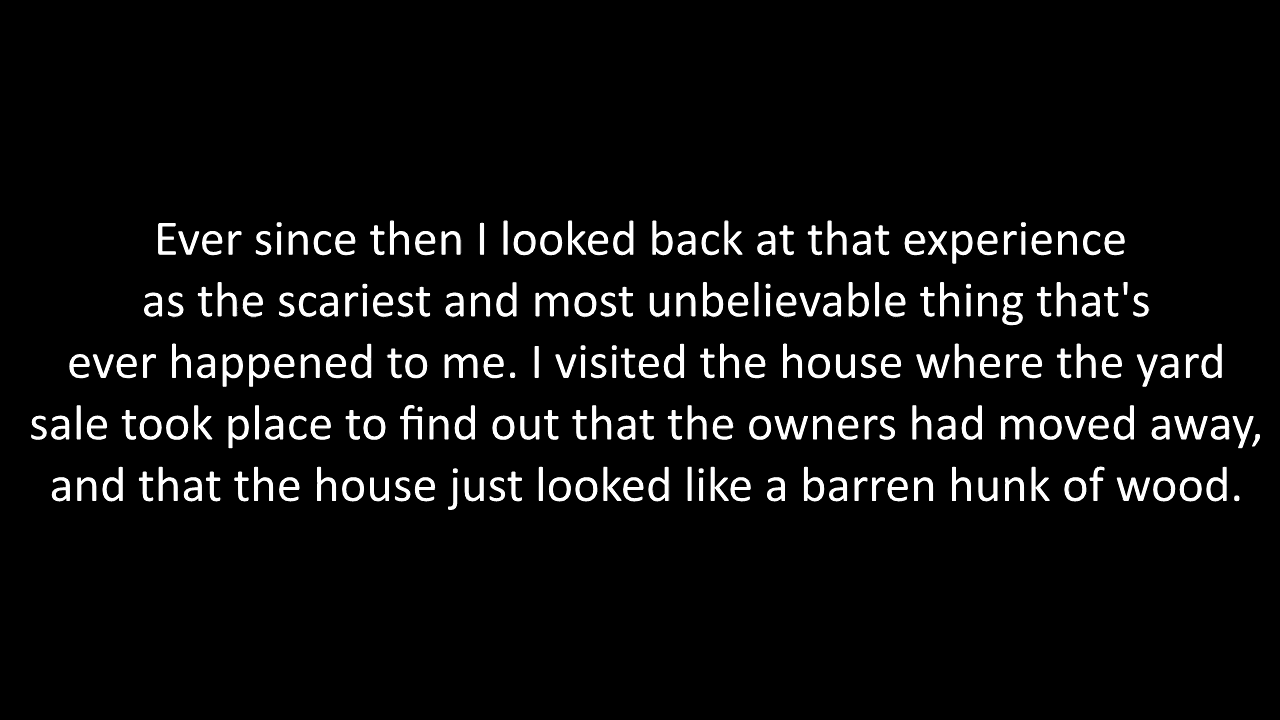 Ever since then I looked back at that experience
as the scariest and most unbelievable thing that's
ever happened to me. I visited the house where the yard
sale took place to find out that the owners had moved away,
and that the house just looked like a barren hunk of wood.